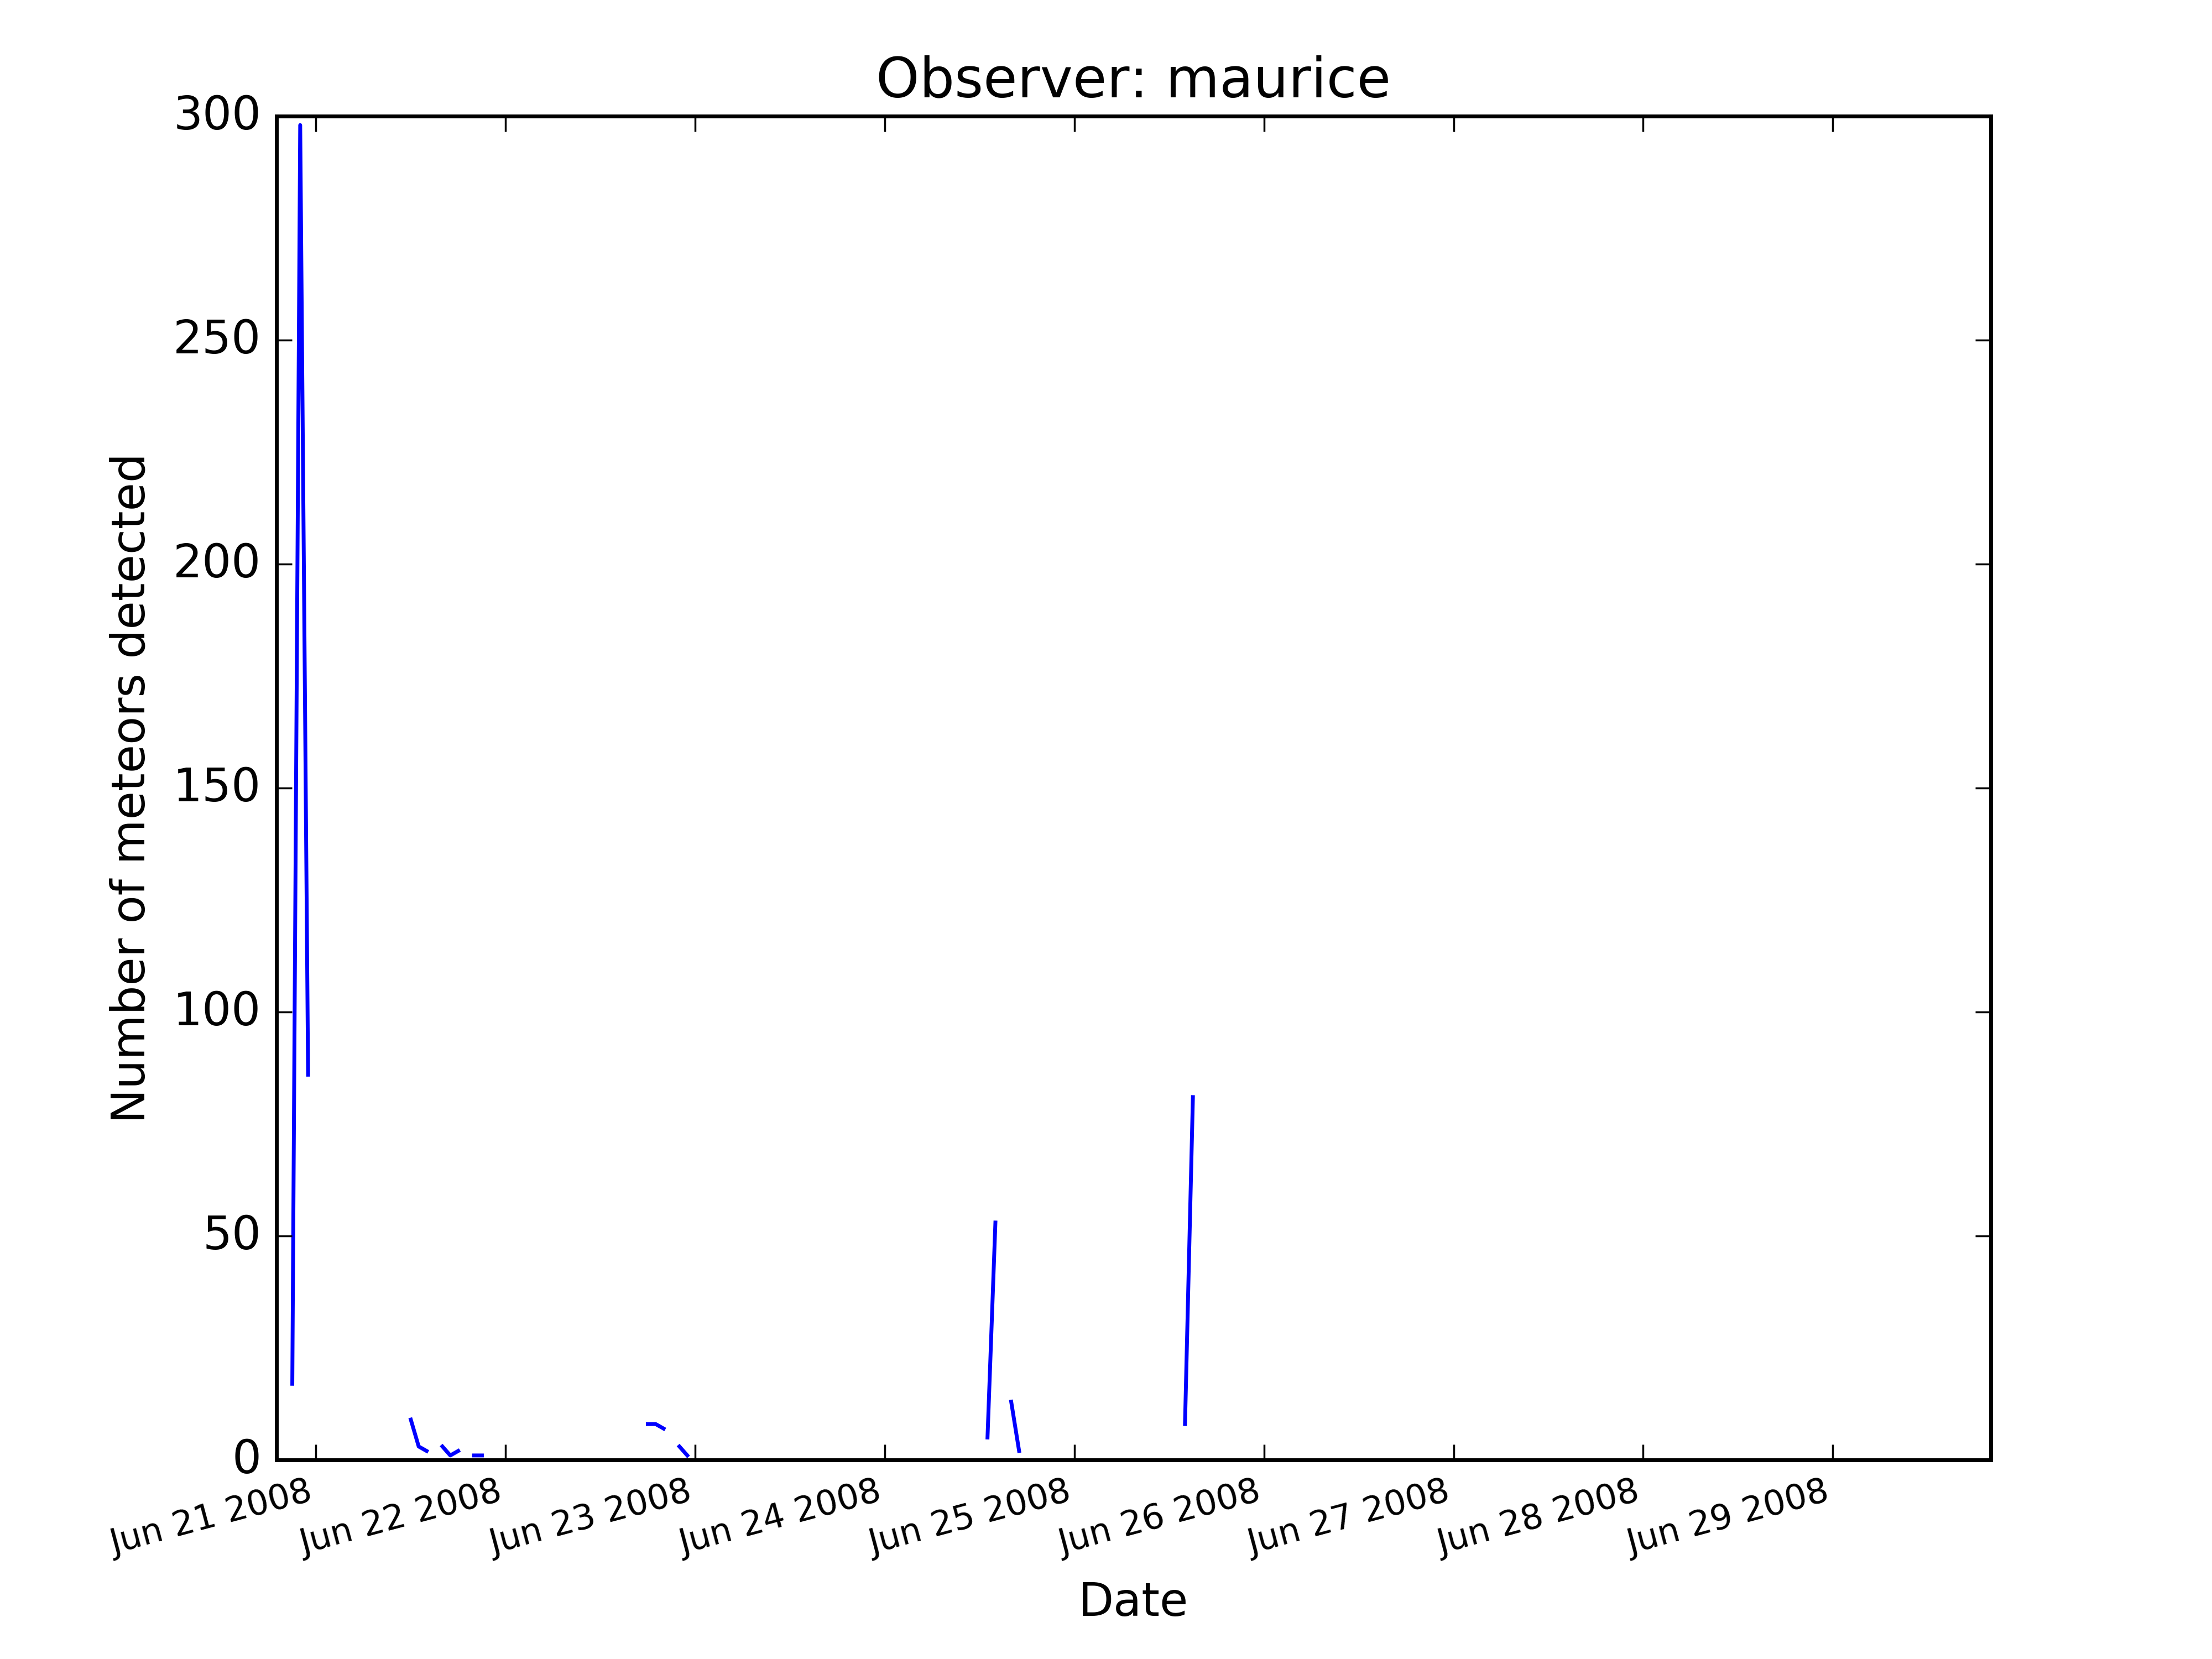 Observer: maurice
300
250
200
150
100
50
0
Number of meteors detected
Jun 21 2008
Jun 22 2008
Jun 23 2008
Jun 24 2008
Jun 25 2008
Jun 26 2008
Jun 27 2008
Jun 28 2008
Jun 29 2008
Date